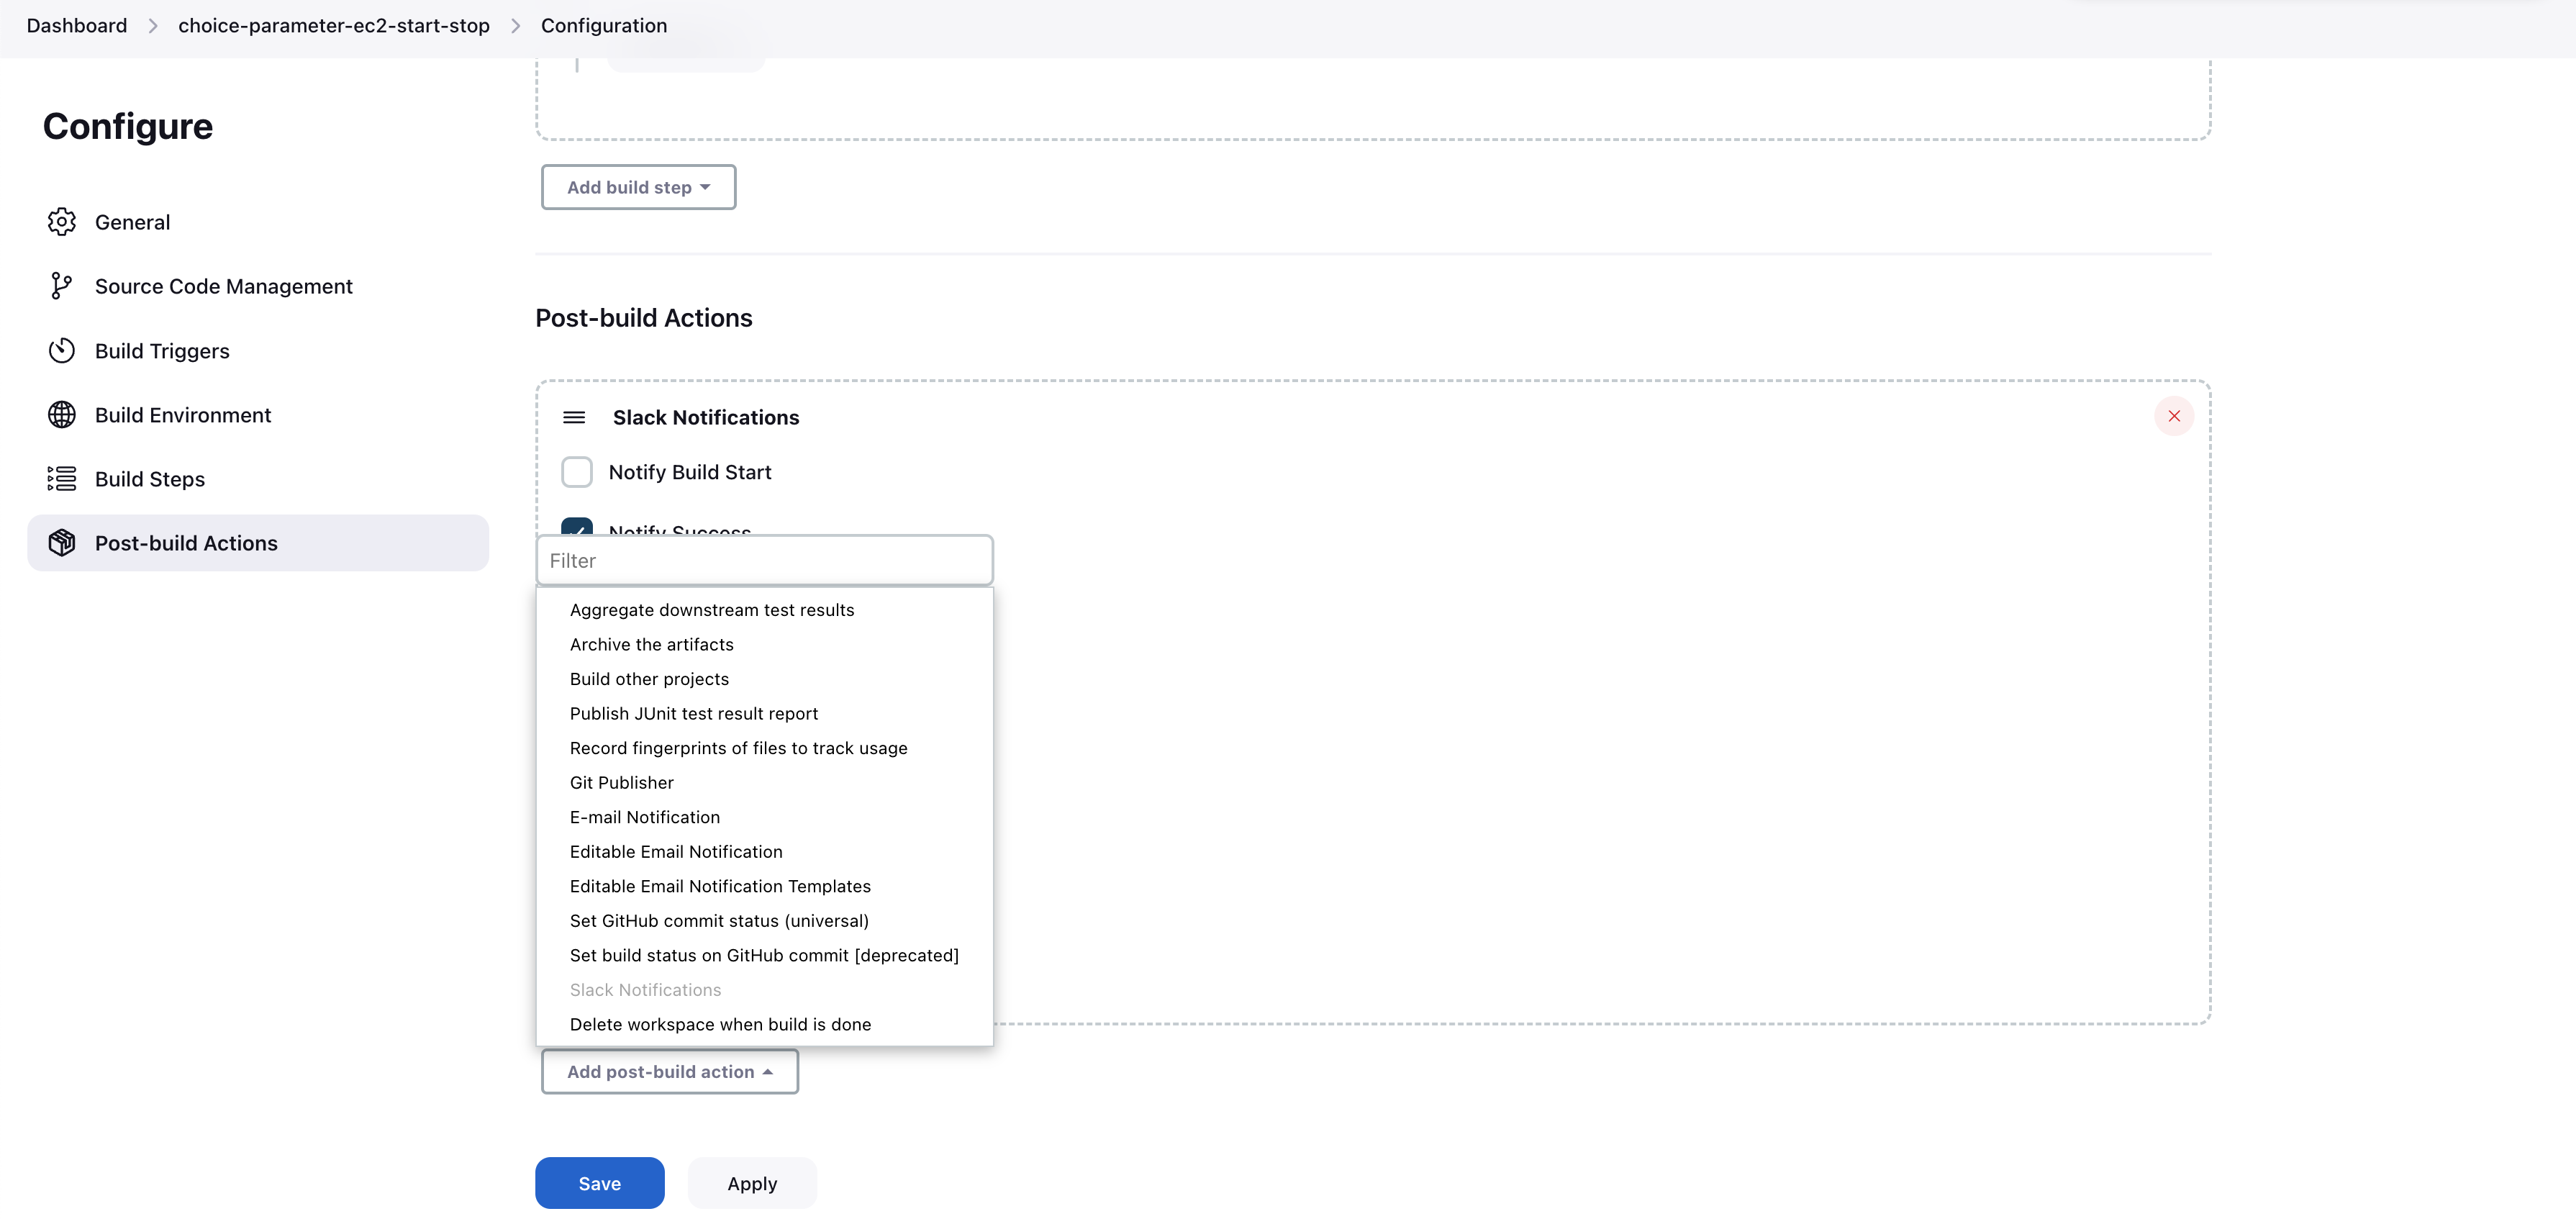 Dashboard > choice-parameter-ec2-start-stop > Configuration
Configure
General
Source Code Management
Build Triggers
Build Environment
Build Steps
Post-build Actions
Add build step
Post-build Actions
Slack Notifications
Notify Build Start
Notify Success
Filter
Aggregate downstream test results
Archive the artifacts
Build other projects
Publish JUnit test result report
Record fingerprints of files to track usage
Git Publisher
E-mail Notification
Editable Email Notification
Editable Email Notification Templates
Set GitHub commit status (universal)
Set build status on GitHub commit [deprecated]
Slack Notifications
Delete workspace when build is done
Add post-build action
Save
Apply